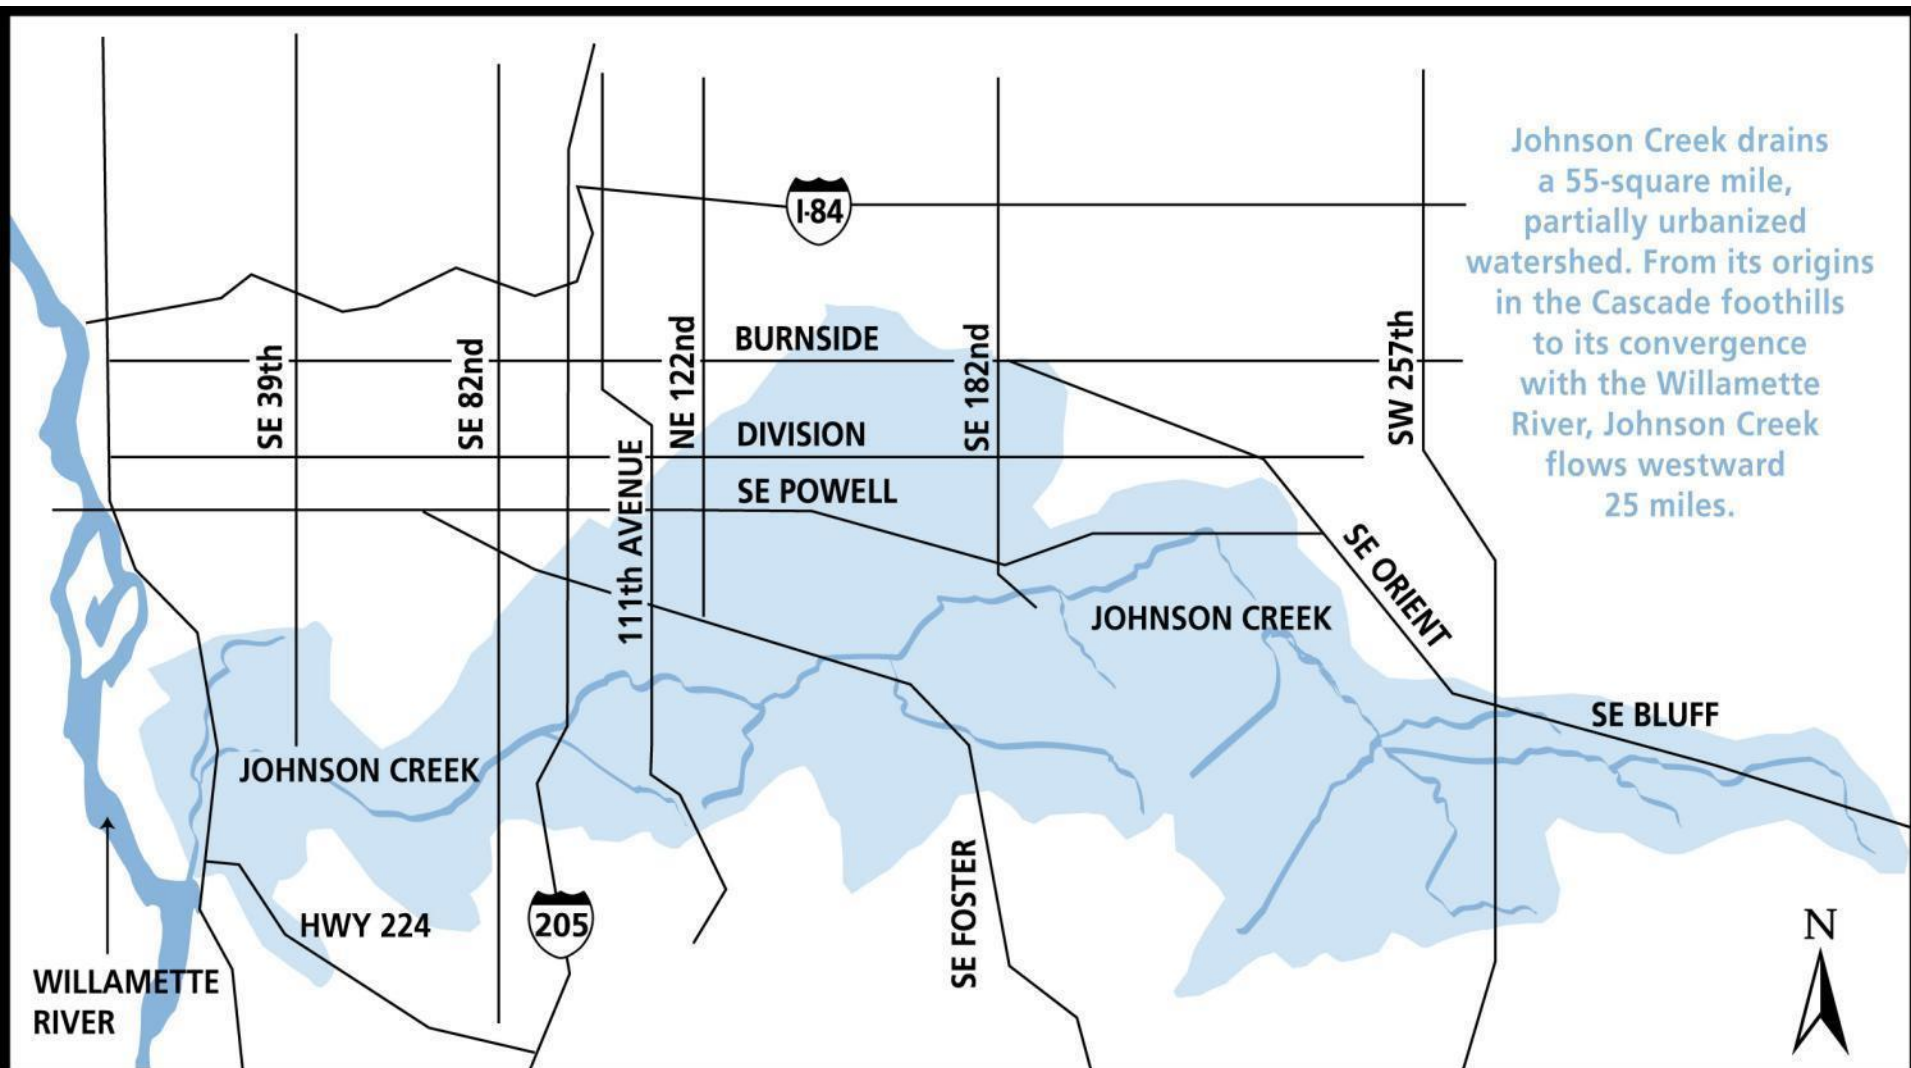 Johnson Creek drains
a 55-square mile,
partially urbanized
watershed. From its origins
in the Cascade foothills
to its convergence
with the Willamette
River, Johnson Creek
flows westward
25 miles.
I-84
BURNSIDE
SE 39th
SE 82nd
NE 122nd
SE 182nd
SW 257th
DIVISION
SE POWELL
111th AVENUE
SE ORIENT
JOHNSON CREEK
SE BLUFF
JOHNSON CREEK
SE FOSTER
HWY 224
205
N
WILLAMETTE
RIVER